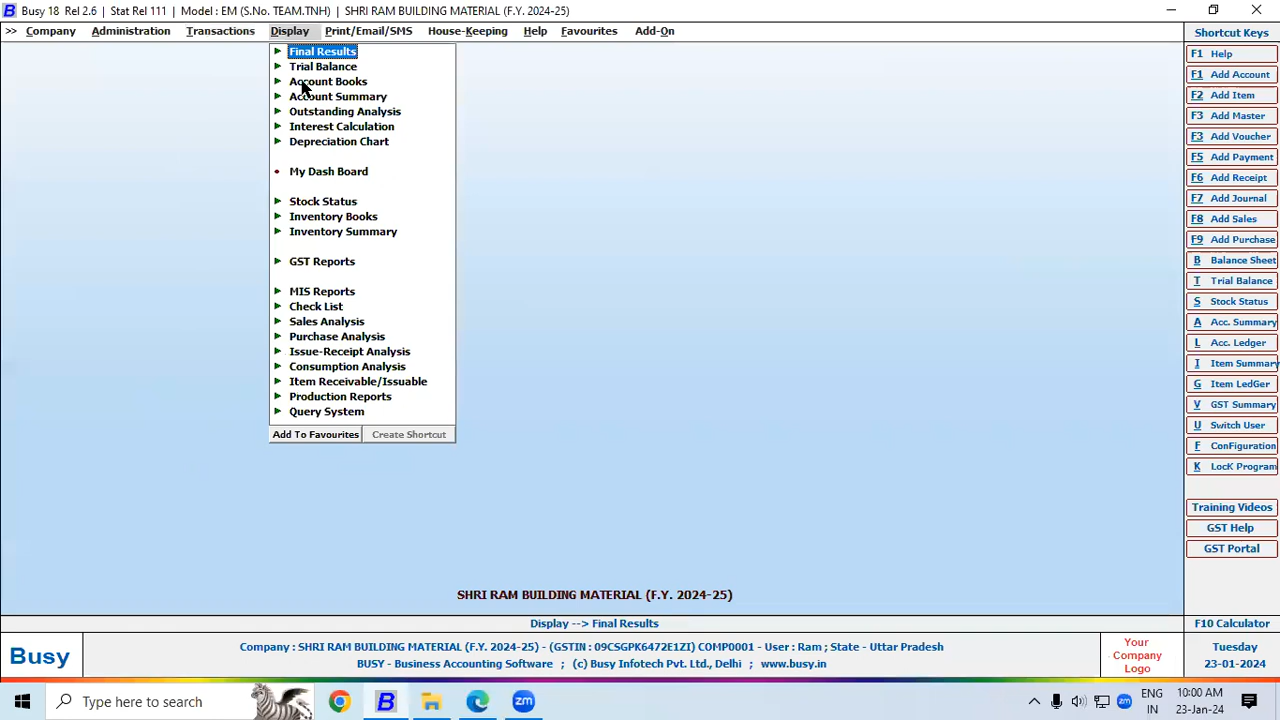 Busy 18 Rel 2.6 | Stat Rel 111 | Model : EM (S.No. TEAM.TNH) | SHRI RAM BUILDING MATERIAL (F.Y. 2024-25)
>> Company Administration Transactions Display Print/Email/SMS House-Keeping Help Favourites Add-On
Final Results
Trial Balance
Account Books
Account Summary
Outstanding Analysis
Interest Calculation
Depreciation Chart
My Dash Board
Stock Status
Inventory Books
Inventory Summary
GST Reports
MIS Reports
Check List
Sales Analysis
Purchase Analysis
Issue-Receipt Analysis
Consumption Analysis
Item Receivable/Issuable
Production Reports
Query System
Add To Favourites Create Shortcut
Shortcut Keys
F1 Help
F1 Add Account
F2 Add Item
F3 Add Master
F3 Add Voucher
F5 Add Payment
F6 Add Receipt
F7 Add Journal
F8 Add Sales
F9 Add Purchase
B Balance Sheet
T Trial Balance
S Stock Status
A Acc. Summary
L Acc. Ledger
I Item Summary
G Item LedGer
V GST Summary
U Switch User
F ConFiguration
K LocK Program
Training Videos
GST Help
GST Portal
SHRI RAM BUILDING MATERIAL (F.Y. 2024-25)
Display --> Final Results
F10 Calculator
Busy
Company : SHRI RAM BUILDING MATERIAL (F.Y. 2024-25) - (GSTIN : 09CSGPK6472E1ZI) COMP0001 - User : Ram ; State - Uttar Pradesh
BUSY - Business Accounting Software ; (c) Busy Infotech Pvt. Ltd., Delhi ; www.busy.in
Your
Company
Logo
Tuesday
23-01-2024
Type here to search
zm
zm
ENG
IN
10:00 AM
23-Jan-24